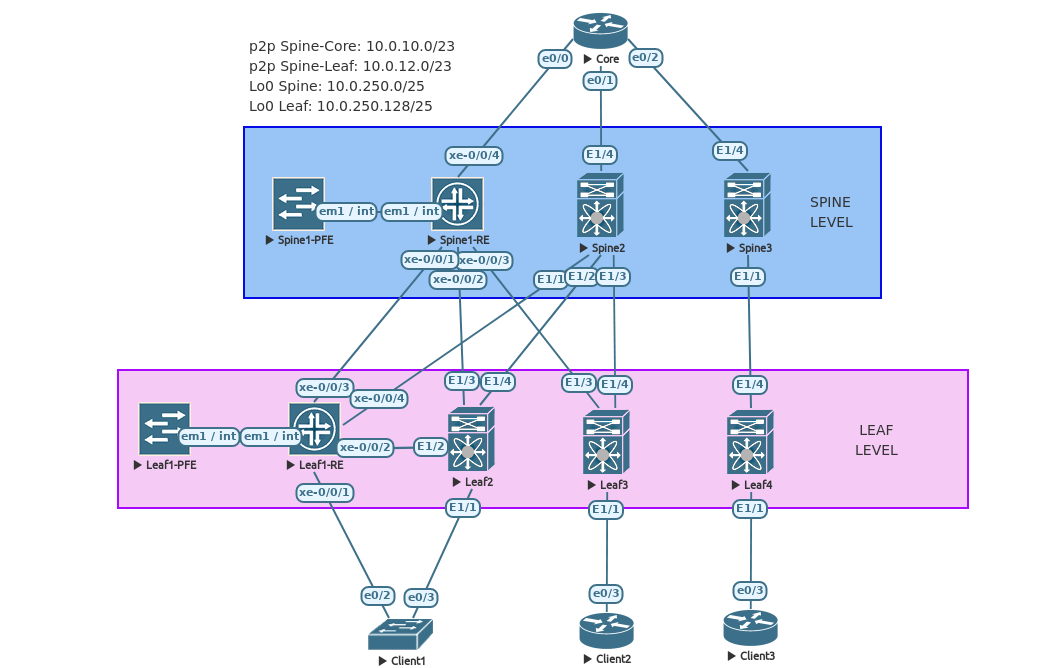 Core
p2p Spine-Core: 10.0.10.0/23
p2p Spine-Leaf: 10.0.12.0/23
Lo0 Spine: 10.0.250.0/25
Lo0 Leaf: 10.0.250.128/25
e0/0
e0/1
e0/2
xe-0/0/4
E1/4
E1/4
SPINE
LEVEL
em1 / int
em1 / int
Spine1-PFE
Spine1-RE
Spine2
Spine3
xe-0/0/1
xe-0/0/3
xe-0/0/2
E1/1
E1/2
E1/3
E1/1
xe-0/0/3
xe-0/0/4
E1/3
E1/4
E1/3
E1/4
E1/4
LEAF
LEVEL
em1 / int
em1 / int
xe-0/0/2
E1/2
Leaf1-PFE
Leaf1-RE
Leaf2
Leaf3
Leaf4
xe-0/0/1
E1/1
E1/1
E1/1
e0/2
e0/3
e0/3
e0/3
Client1
Client2
Client3